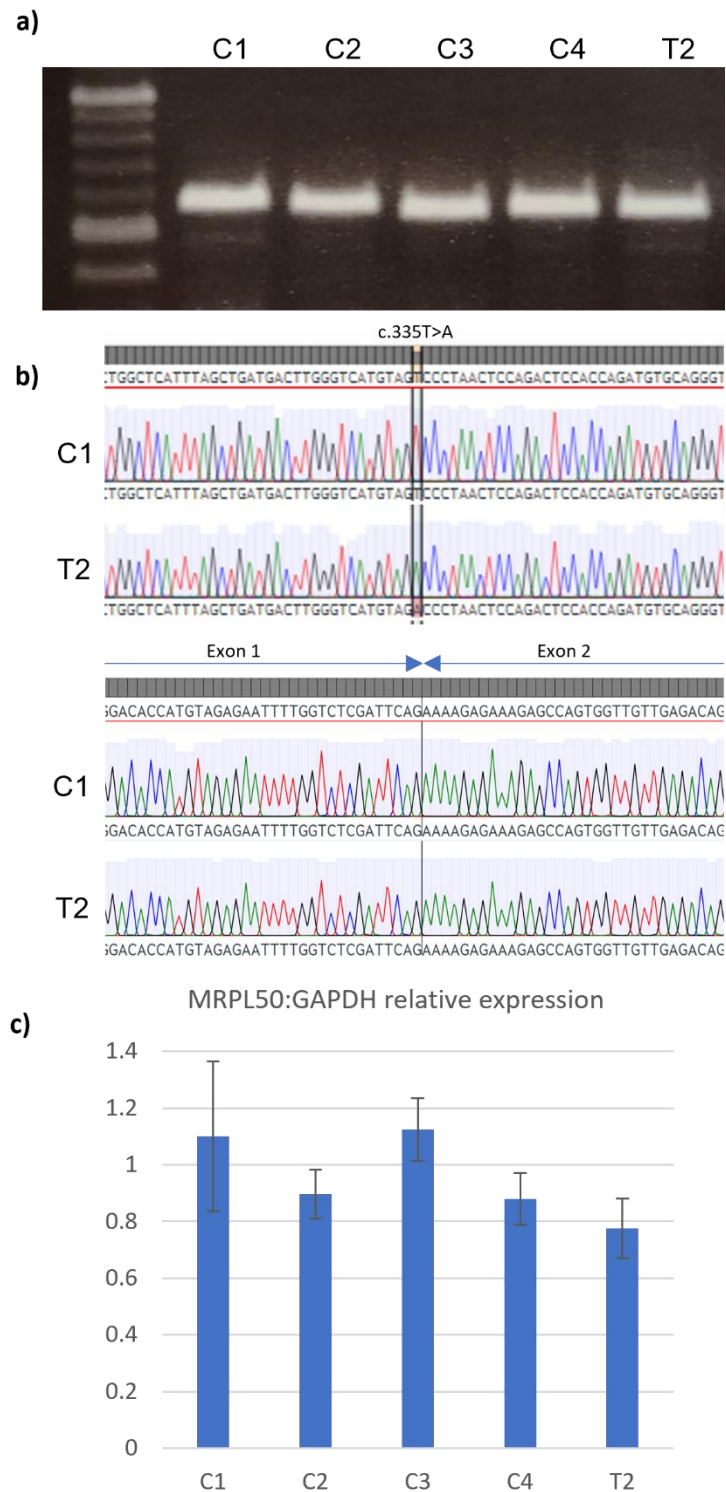 a)
C1 C2 C3 C4 T2
c.335T>A
b)
CTGGCTCATTTAGCTGATGACTTGGGTCATGTAGTCCCTAACTCCAGACTCCACCAGATGTGCAGGGT
C1
CTGGCTCATTTAGCTGATGACTTGGGTCATGTAGTCCCTAACTCCAGACTCCACCAGATGTGCAGGGT
T2
CTGGCTCATTTAGCTGATGACTTGGGTCATGTAGACCCTAACTCCAGACTCCACCAGATGTGCAGGGT
Exon 1 Exon 2
GGACACCATGTAGAGAATTTTGGTCTCGATTCAGAAAAGAGAAAGAGCCAGTGGTTGTTGAGACAG
C1
GGACACCATGTAGAGAATTTTGGTCTCGATTCAGAAAAGAGAAAGAGCCAGTGGTTGTTGAGACAG
T2
GGACACCATGTAGAGAATTTTGGTCTCGATTCAGAAAAGAGAAAGAGCCAGTGGTTGTTGAGACAG
MRPL50:GAPDH relative expression
c)
1.4
1.2
1
0.8
0.6
0.4
0.2
0
C1 C2 C3 C4 T2